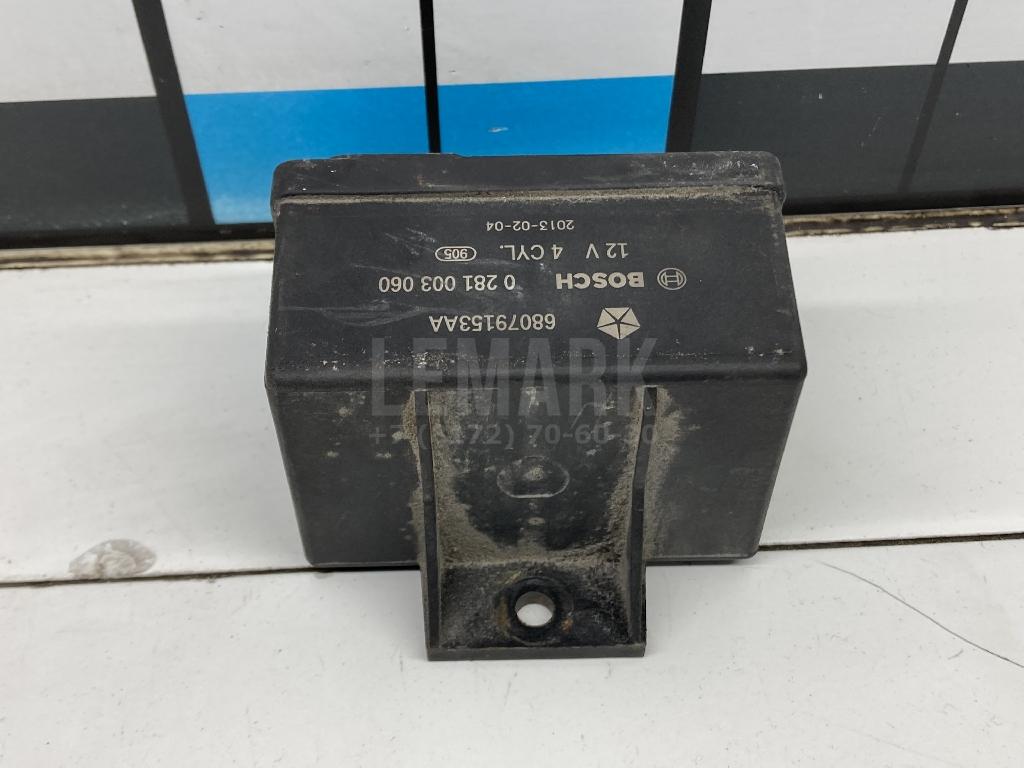 68079153AA
BOSCH 0 281 003 060
12 V 4 CYL. 905
2013-02-04
LEMARK